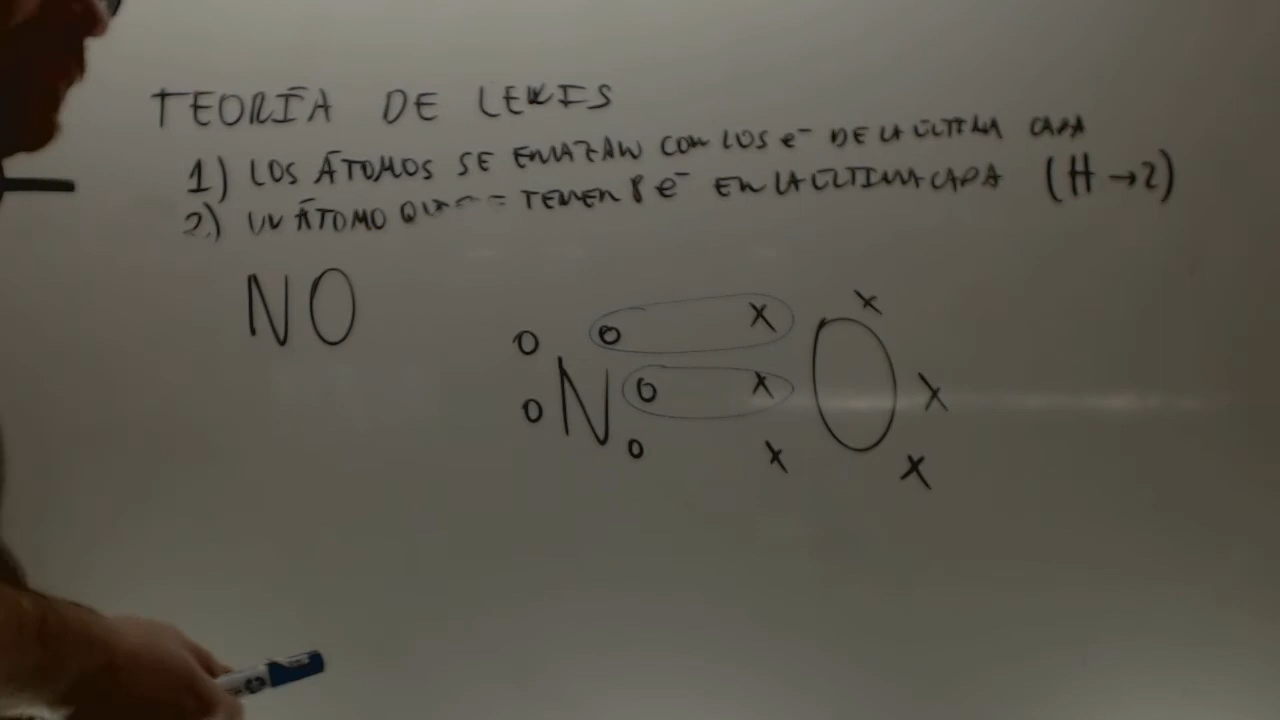 TEORÍA DE LEWIS
1) LOS ÁTOMOS SE ENLAZAN CON LOS e⁻ DE LA ÚLTIMA CAPA
2) UN ÁTOMO TENER 8 e⁻ EN LA ÚLTIMA CAPA (H → 2)
NO
N O